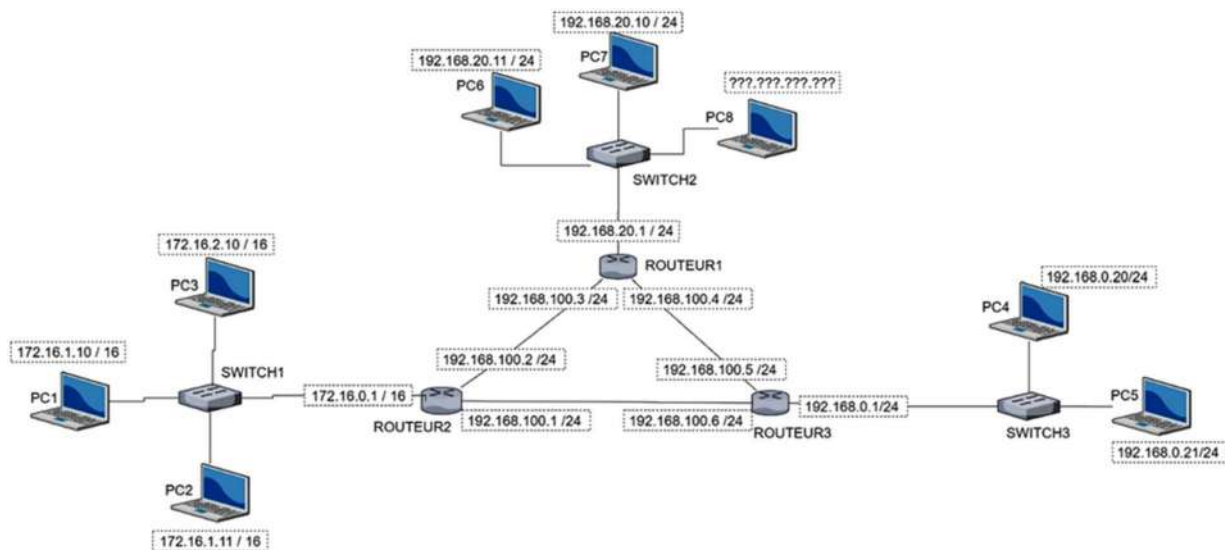 192.168.20.10 / 24
PC7
192.168.20.11 / 24
PC6
???.???.???.???
PC8
SWITCH2
192.168.20.1 / 24
ROUTEUR1
172.16.2.10 / 16
PC3
192.168.100.3 /24
192.168.100.4 /24
192.168.0.20/24
PC4
172.16.1.10 / 16
PC1
SWITCH1
192.168.100.2 /24
192.168.100.5 /24
172.16.0.1 / 16
ROUTEUR2
192.168.100.1 /24
192.168.100.6 /24
ROUTEUR3
192.168.0.1/24
SWITCH3
PC5
192.168.0.21/24
PC2
172.16.1.11 / 16